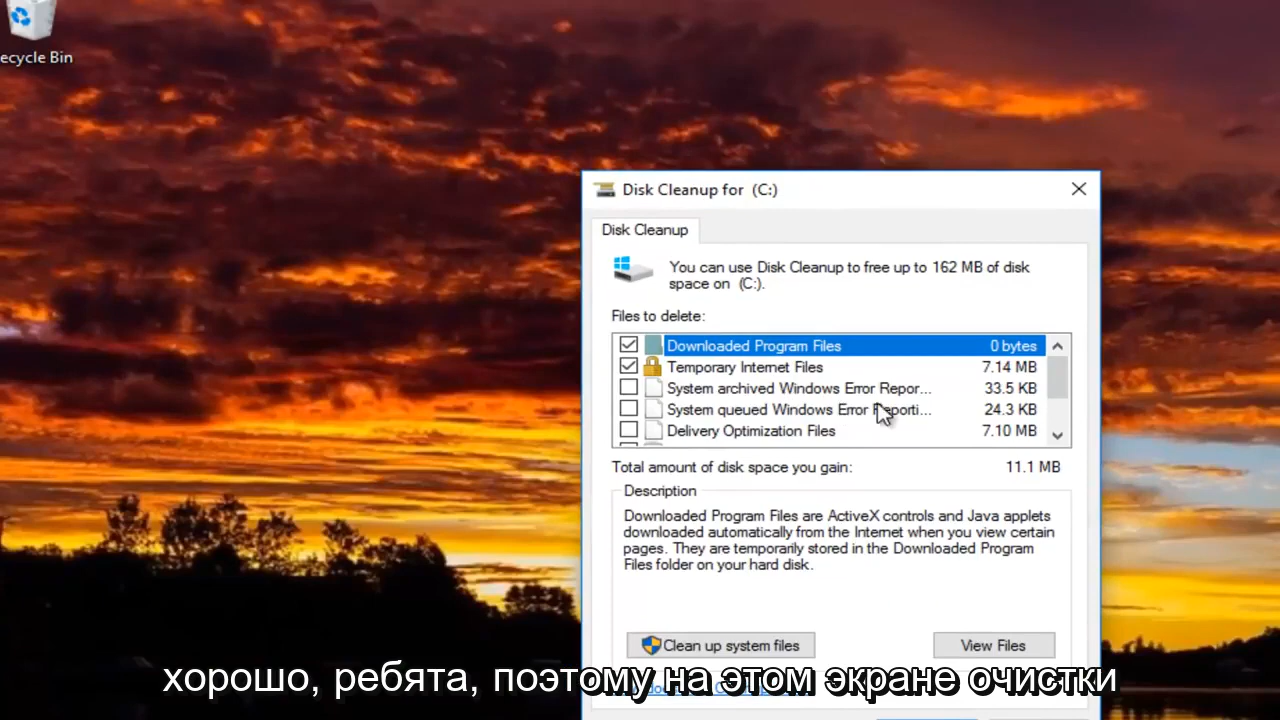 ecycle Bin
Disk Cleanup for (C:)
Disk Cleanup
You can use Disk Cleanup to free up to 162 MB of disk
space on (C:).
Files to delete:
Downloaded Program Files 0 bytes
Temporary Internet Files 7.14 MB
System archived Windows Error Repor... 33.5 KB
System queued Windows Error Reporti... 24.3 KB
Delivery Optimization Files 7.10 MB
Total amount of disk space you gain: 11.1 MB
Description
Downloaded Program Files are ActiveX controls and Java applets
downloaded automatically from the Internet when you view certain
pages. They are temporarily stored in the Downloaded Program
Files folder on your hard disk.
Clean up system files View Files
хорошо, ребята, поэтому на этом экране очистки